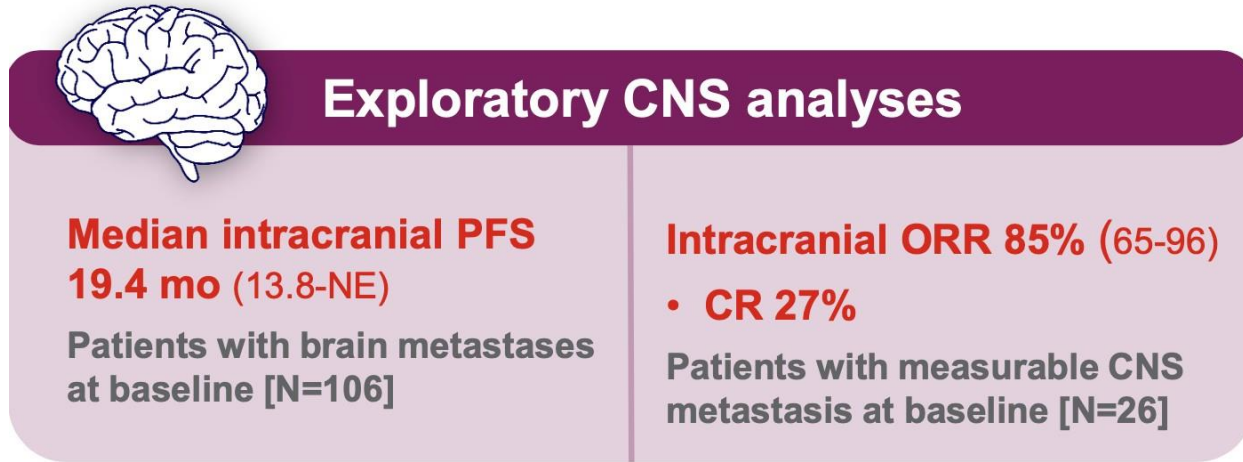 Exploratory CNS analyses
Median intracranial PFS
19.4 mo (13.8-NE)
Patients with brain metastases
at baseline [N=106]
Intracranial ORR 85% (65-96)
• CR 27%
Patients with measurable CNS
metastasis at baseline [N=26]